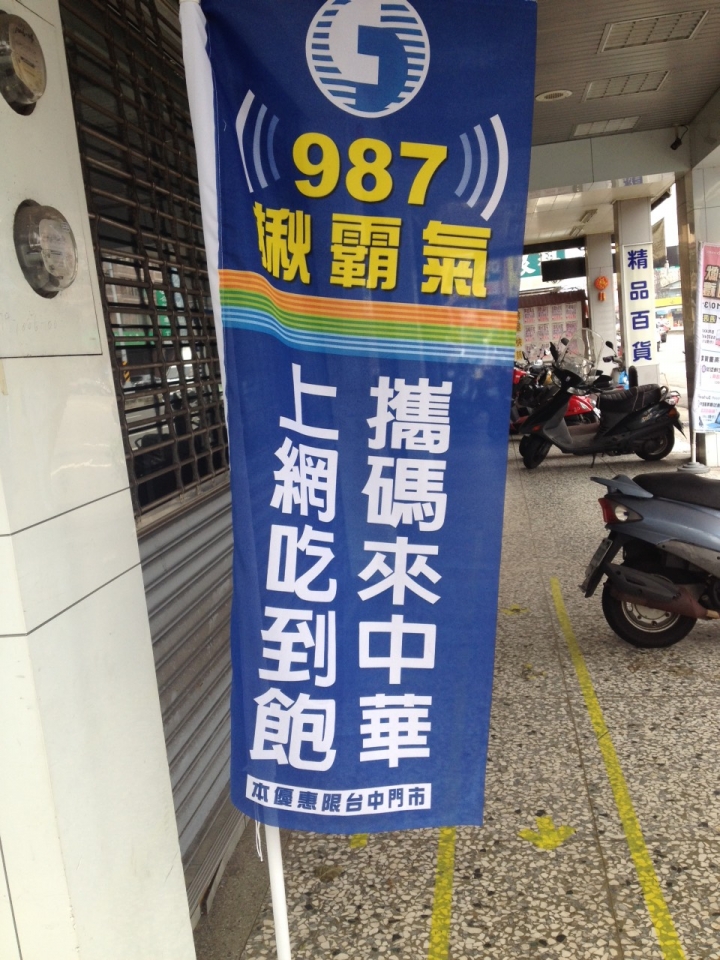 987
揪霸氣
攜碼來中華
上網吃到飽
本優惠限台中門市
精品百貨